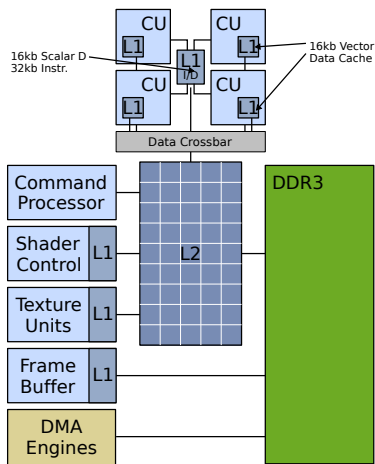 CU
L1
CU
L1
16kb Scalar D
32kb Instr.
L1
I/D
16kb Vector
Data Cache
CU
L1
CU
L1
Data Crossbar
Command
Processor
Shader
Control
L1
Texture
Units
L1
Frame
Buffer
L1
DMA
Engines
L2
DDR3